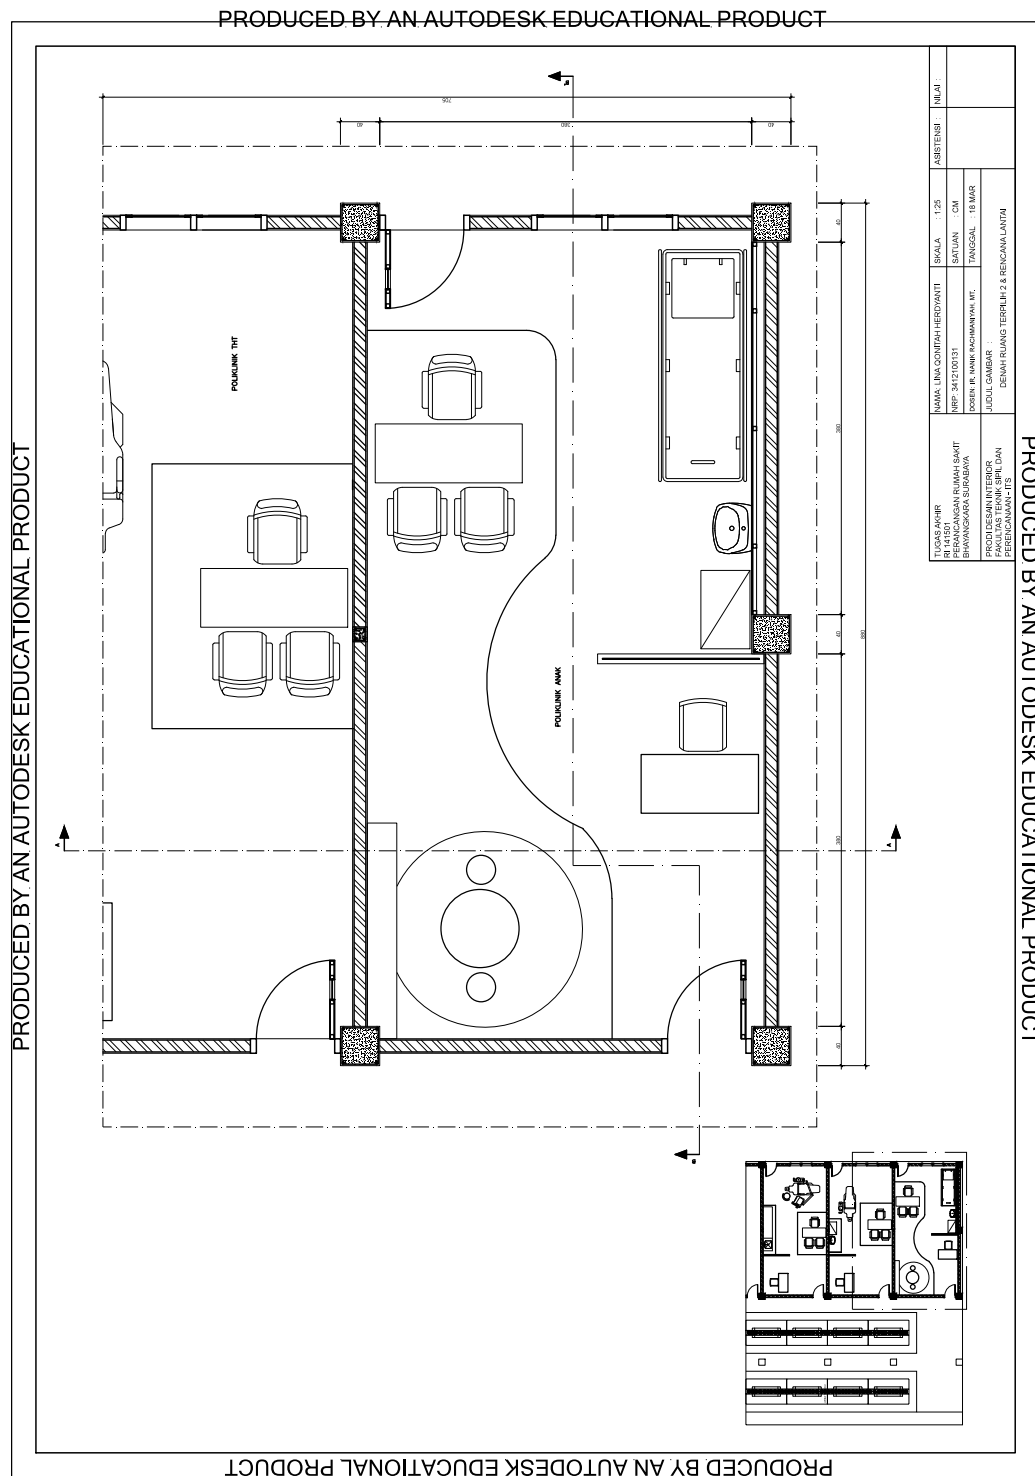 PRODUCED BY AN AUTODESK EDUCATIONAL PRODUCT
PRODUCED BY AN AUTODESK EDUCATIONAL PRODUCT
PRODUCED BY AN AUTODESK EDUCATIONAL PRODUCT
PRODUCED BY AN AUTODESK EDUCATIONAL PRODUCT
TUGAS AKHIR
RI 141501
PERANCANGAN RUMAH SAKIT
BHAYANGKARA SURABAYA
PRODI DESAIN INTERIOR
FAKULTAS TEKNIK SIPIL DAN
PERENCANAAN - ITS
NAMA: LINA QONITAH HERDYANTI
NRP: 3412100131
DOSEN: IR. NANIK RACHMANIYAH, MT.
JUDUL GAMBAR :
DENAH RUANG TERPILIH 2 & RENCANA LANTAI
SKALA : 1:25
SATUAN : CM
TANGGAL : 18 MAR
ASISTENSI :
NILAI :
POLIKLINIK THT
POLIKLINIK ANAK
705
40
360
40
40
380
40
380
40
880
A
A
B
B